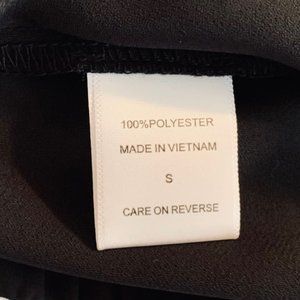 100%POLYESTER
MADE IN VIETNAM
S
CARE ON REVERSE